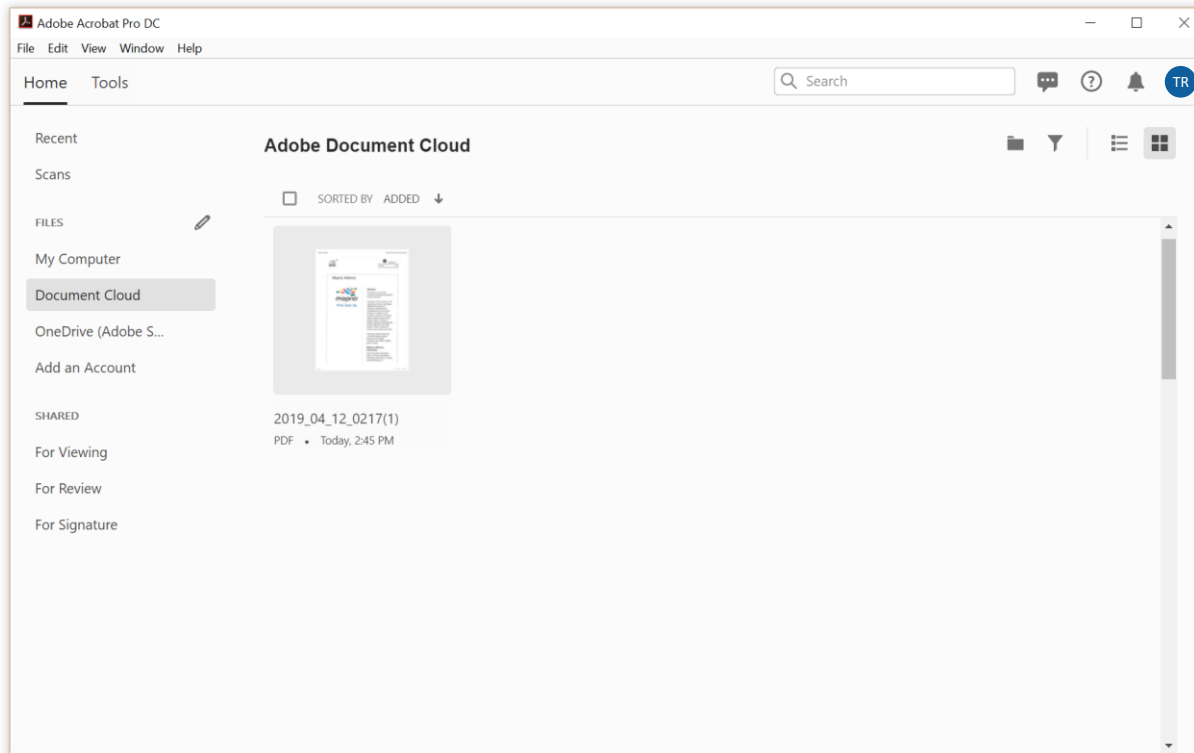 Adobe Acrobat Pro DC
File Edit View Window Help
Home Tools
Search
TR
Recent
Scans
FILES
My Computer
Document Cloud
OneDrive (Adobe S...
Add an Account
SHARED
For Viewing
For Review
For Signature
Adobe Document Cloud
SORTED BY ADDED
mopria
2019_04_12_0217(1)
PDF • Today, 2:45 PM